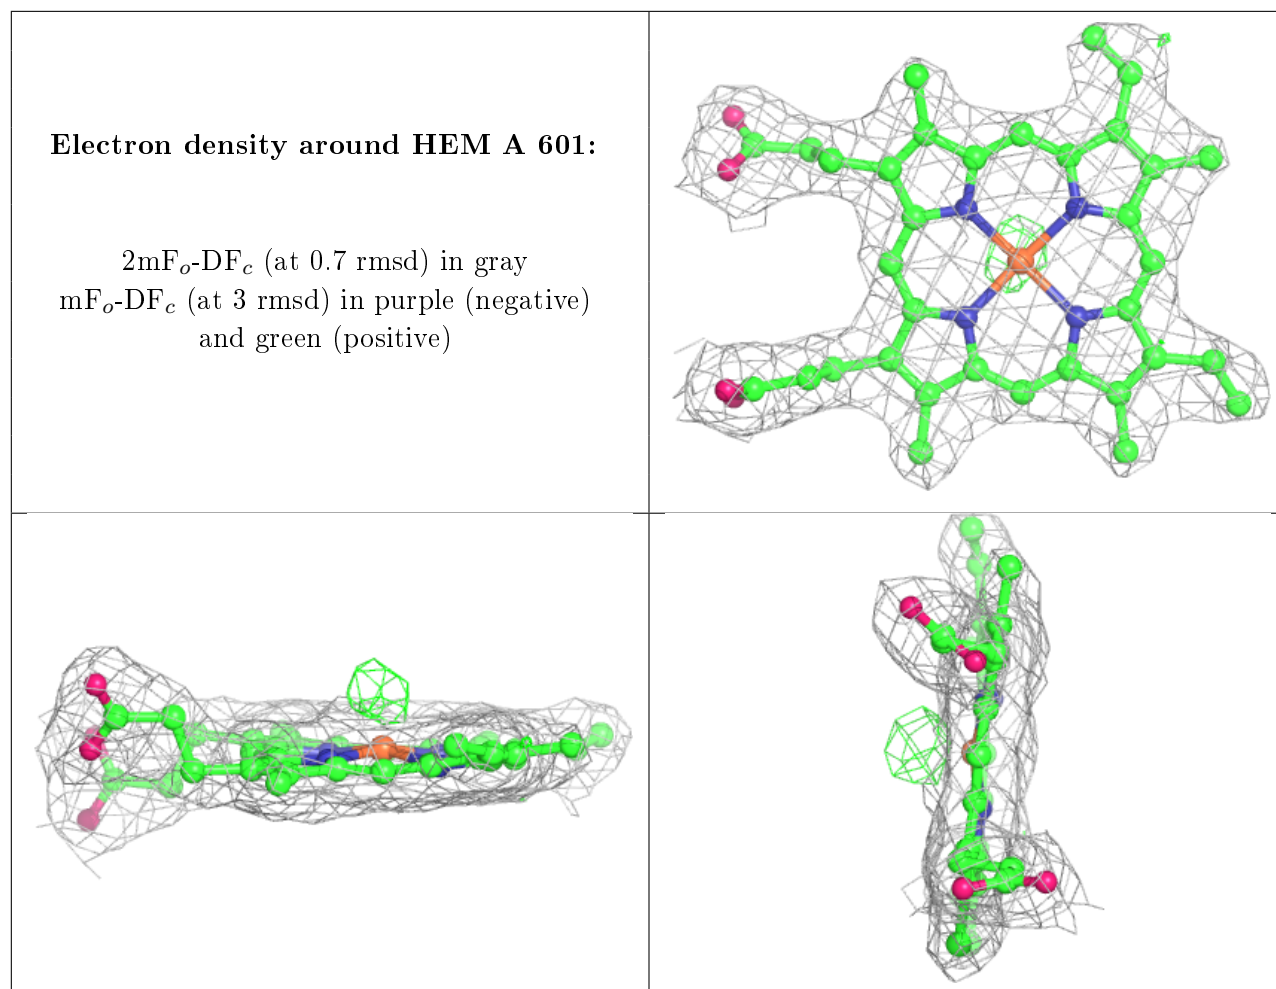 Electron density around HEM A 601:
2mFₒ-DF𝒸 (at 0.7 rmsd) in gray
mFₒ-DF𝒸 (at 3 rmsd) in purple (negative)
and green (positive)